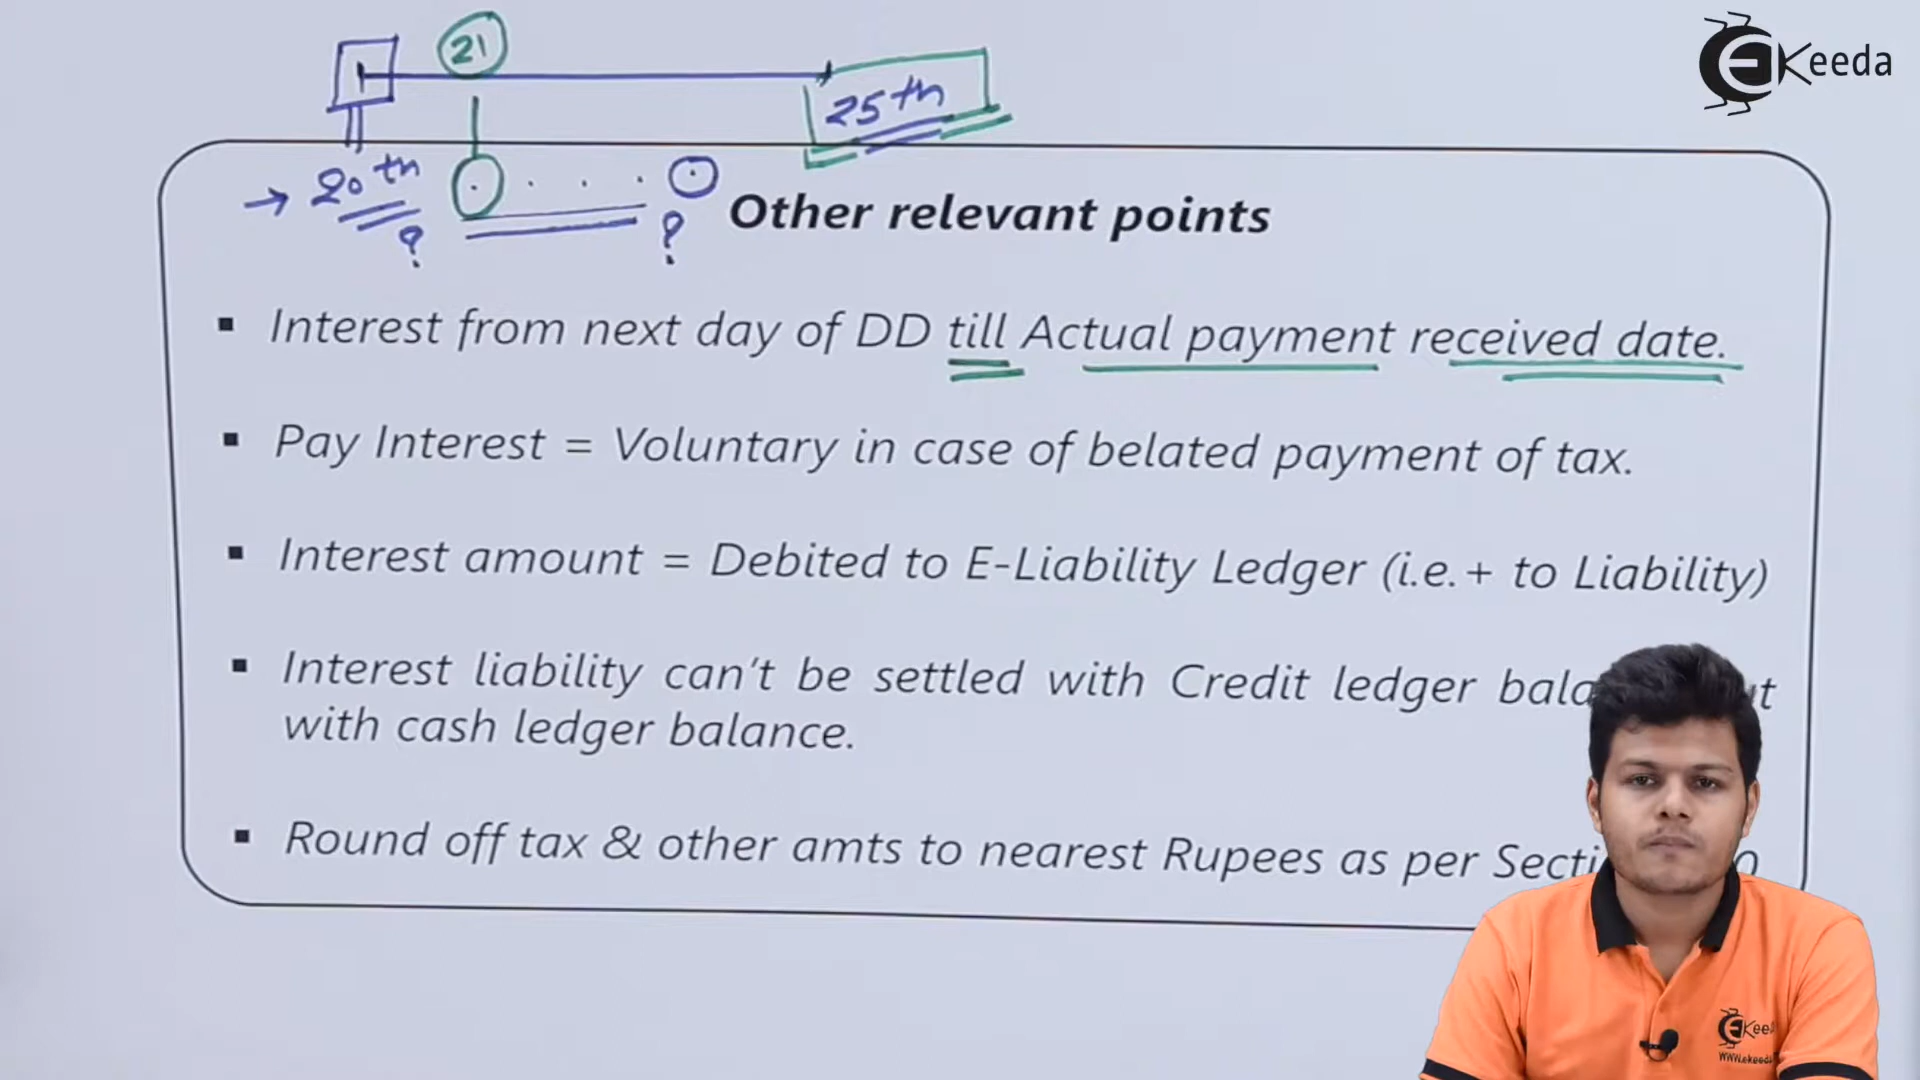 21
25th
Keeda
→ 20th
?
?
Other relevant points
▪ Interest from next day of DD till Actual payment received date.
▪ Pay Interest = Voluntary in case of belated payment of tax.
▪ Interest amount = Debited to E-Liability Ledger (i.e.+ to Liability)
▪ Interest liability can't be settled with Credit ledger
with cash ledger balance.
▪ Round off tax & other amts to nearest Rupees as per
Keeda
www.ekeeda